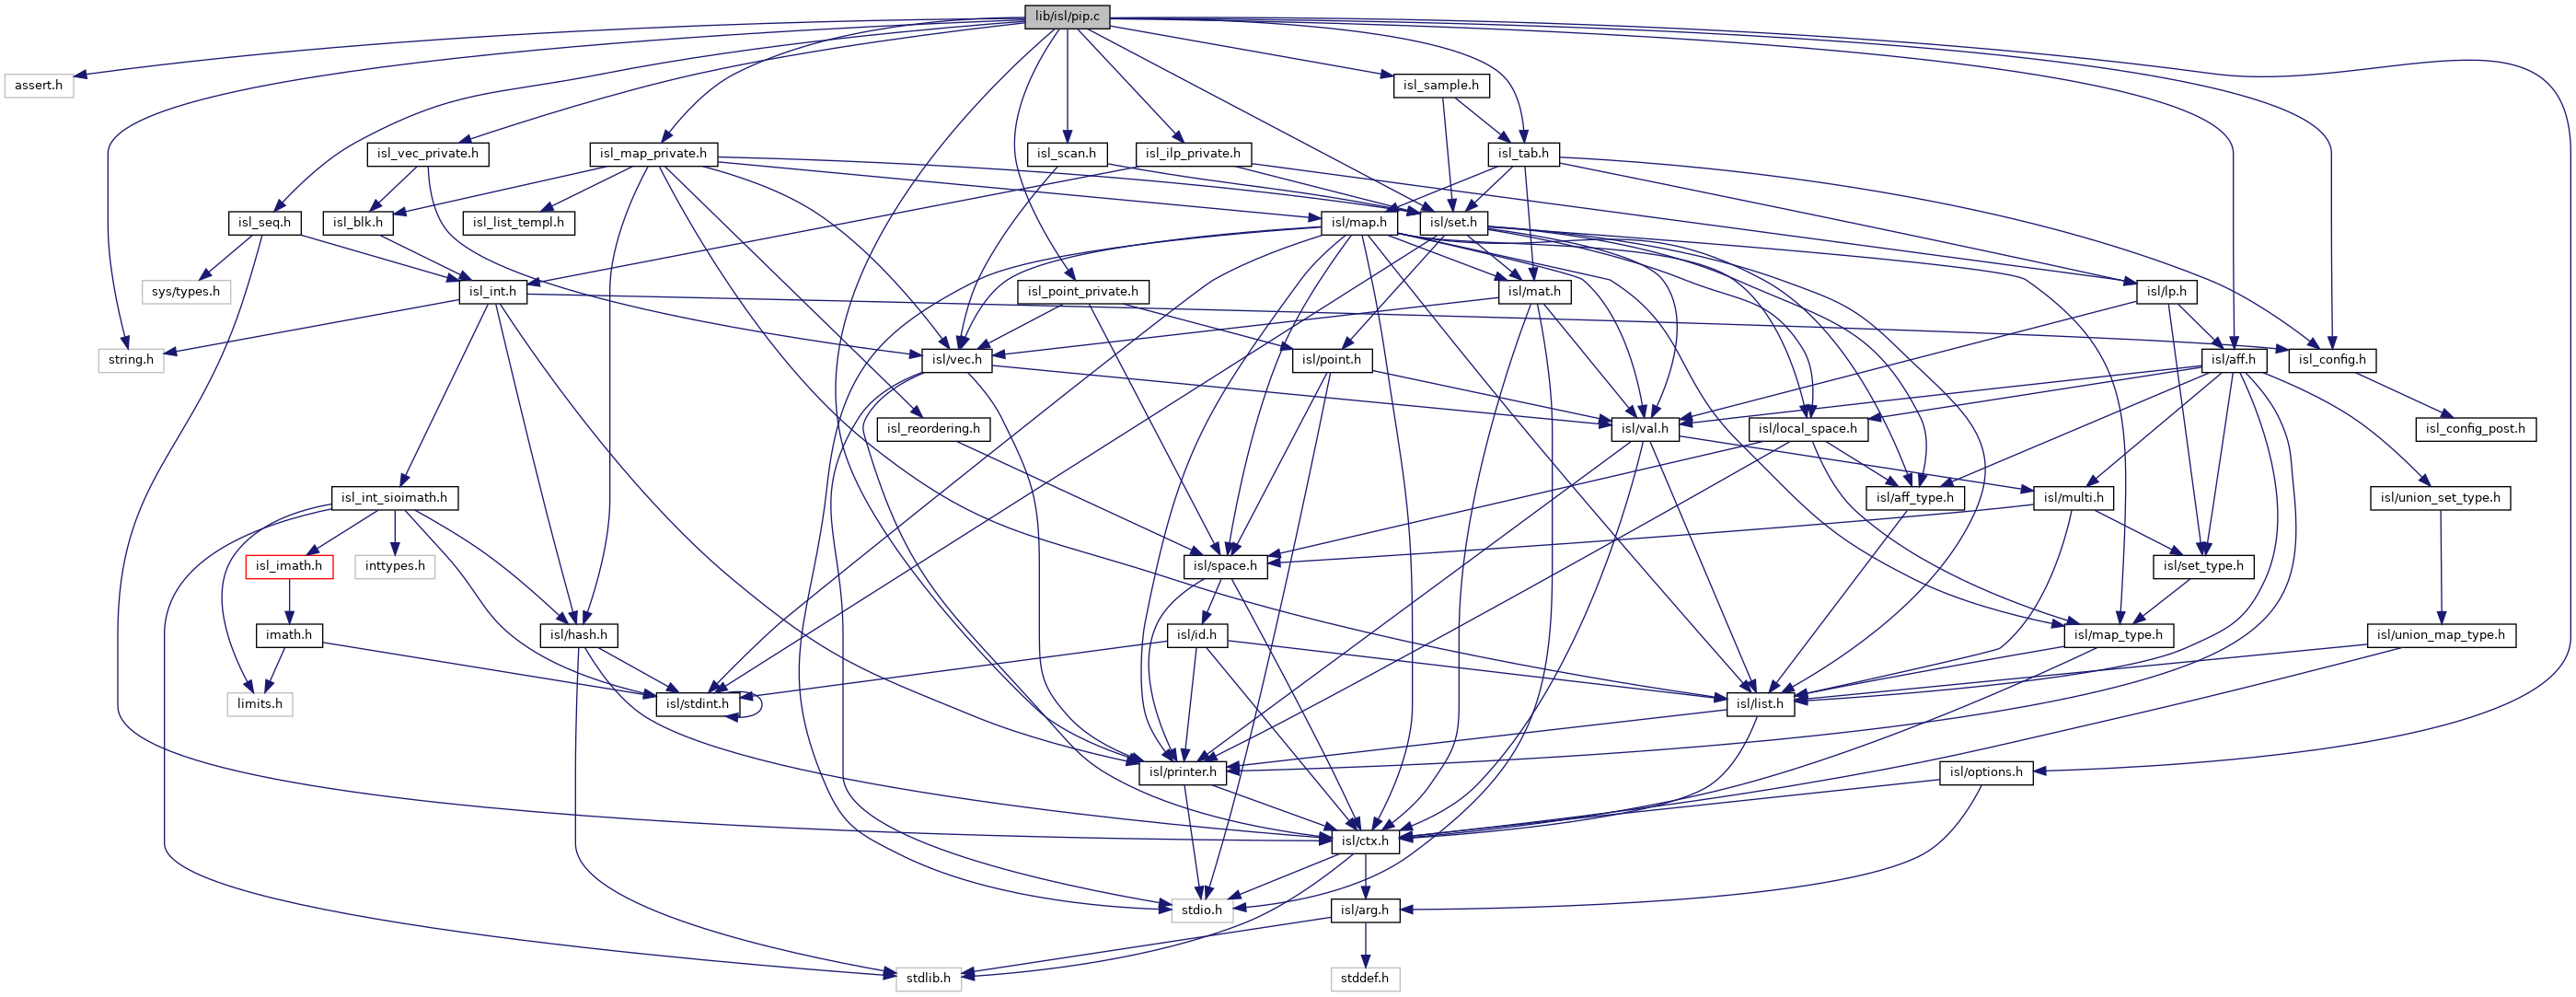 lib/isl/pip.c
assert.h
isl_sample.h
isl_vec_private.h
isl_map_private.h
isl_scan.h
isl_ilp_private.h
isl_tab.h
isl_seq.h
isl_blk.h
isl_list_templ.h
isl/map.h
isl/set.h
sys/types.h
isl_int.h
isl_point_private.h
isl/mat.h
isl/lp.h
string.h
isl/vec.h
isl/point.h
isl/aff.h
isl_config.h
isl_reordering.h
isl/val.h
isl/local_space.h
isl_config_post.h
isl_int_sioimath.h
isl/aff_type.h
isl/multi.h
isl/union_set_type.h
isl_imath.h
inttypes.h
isl/space.h
isl/set_type.h
imath.h
isl/hash.h
isl/id.h
isl/map_type.h
isl/union_map_type.h
limits.h
isl/stdint.h
isl/list.h
isl/printer.h
isl/options.h
isl/ctx.h
stdio.h
isl/arg.h
stdlib.h
stddef.h